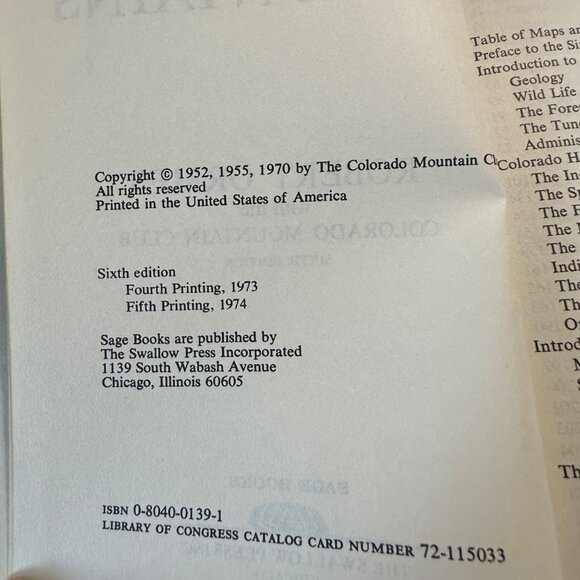 Copyright © 1952, 1955, 1970 by The Colorado Mountain Cl
All rights reserved
Printed in the United States of America
Sixth edition
Fourth Printing, 1973
Fifth Printing, 1974
Sage Books are published by
The Swallow Press Incorporated
1139 South Wabash Avenue
Chicago, Illinois 60605
ISBN 0-8040-0139-1
LIBRARY OF CONGRESS CATALOG CARD NUMBER 72-115033
Table of Maps an
Preface to the Si
Introduction to
Geology
Wild Life
The Fore
The Tun
Adminis
Colorado H
The In
The Sp
The F
The
The
Indi
The
The
O
Introd
Th